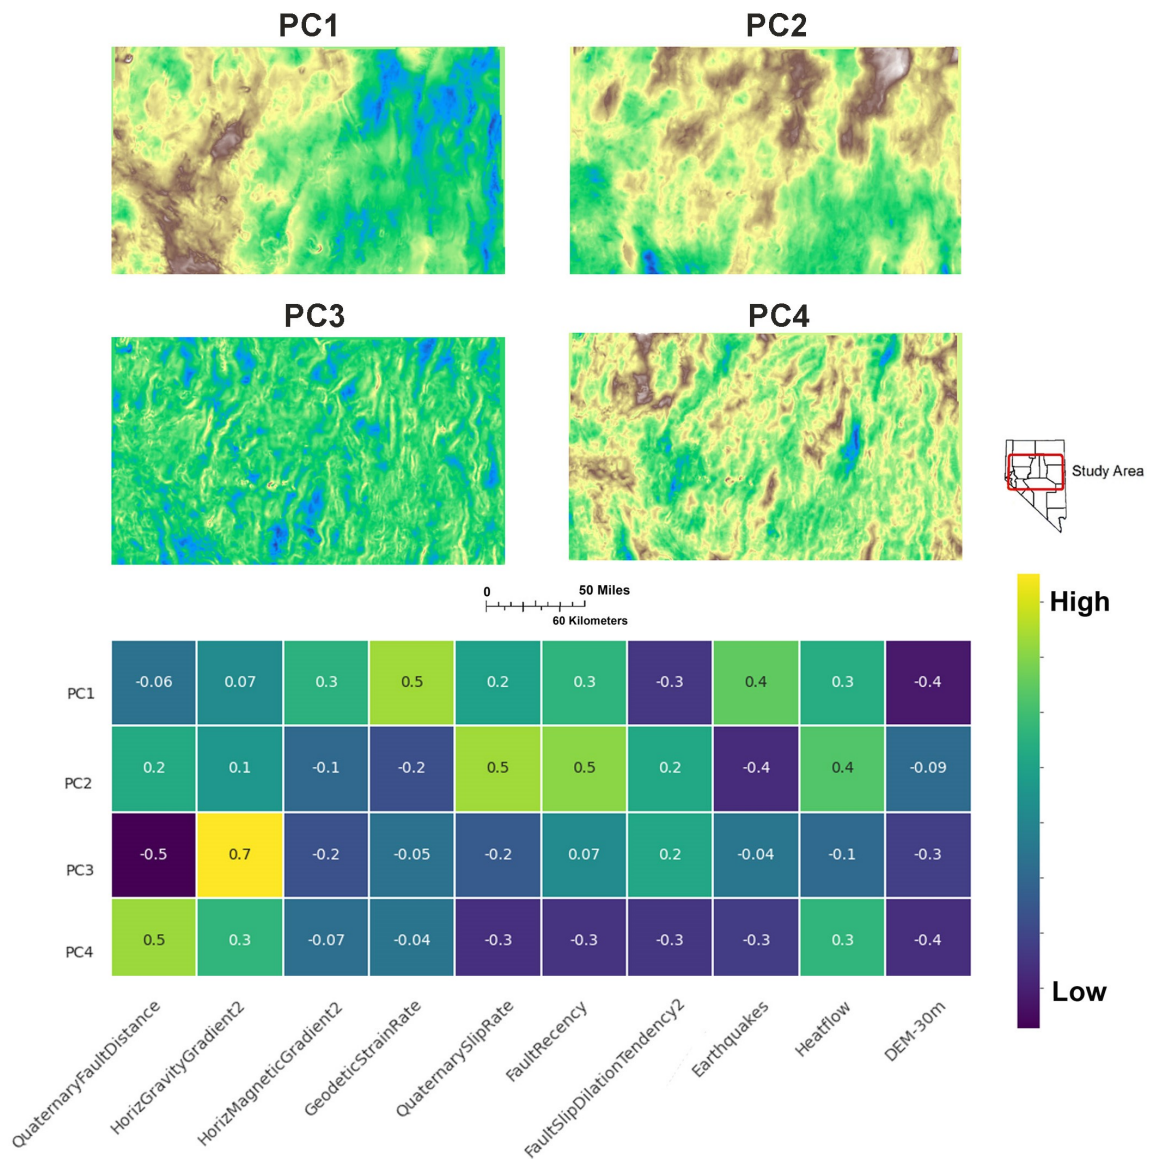 PC1 PC2
PC3 PC4
Study Area
0 50 Miles
60 Kilometers
High
Low
PC1 -0.06 0.07 0.3 0.5 0.2 0.3 -0.3 0.4 0.3 -0.4
PC2 0.2 0.1 -0.1 -0.2 0.5 0.5 0.2 -0.4 0.4 -0.09
PC3 -0.5 0.7 -0.2 -0.05 -0.2 0.07 0.2 -0.04 -0.1 -0.3
PC4 0.5 0.3 -0.07 -0.04 -0.3 -0.3 -0.3 -0.3 0.3 -0.4
QuaternaryFaultDistance
HorizGravityGradient2
HorizMagneticGradient2
GeodeticStrainRate
QuaternarySlipRate
FaultRecency
FaultSlipDilationTendency2
Earthquakes
Heatflow
DEM-30m